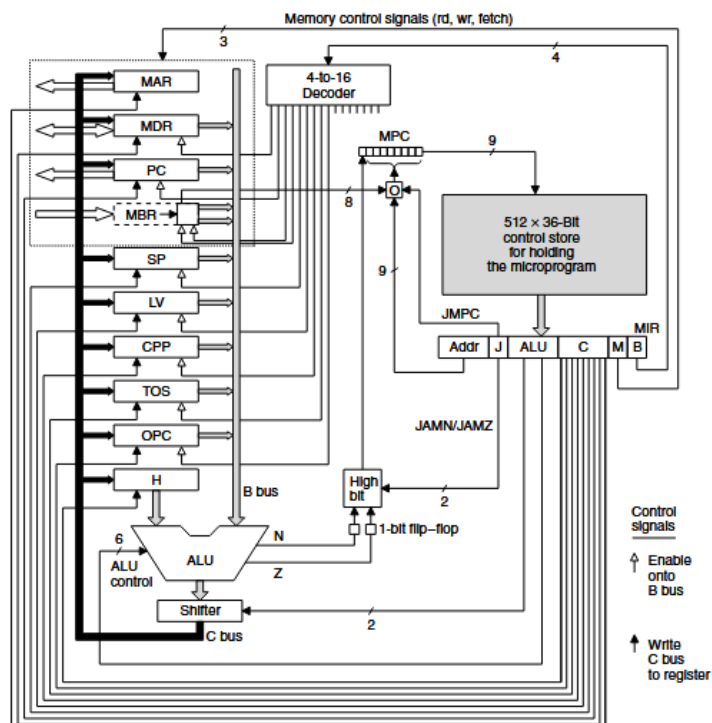 Memory control signals (rd, wr, fetch)
3
4
MAR
MDR
PC
MBR
SP
LV
CPP
TOS
OPC
H
4-to-16
Decoder
MPC
9
8
O
512 × 36-Bit
control store
for holding
the microprogram
9
JMPC
MIR
Addr
J
ALU
C
M
B
JAMN/JAMZ
B bus
High
bit
2
1-bit flip–flop
N
Z
6
ALU
control
ALU
Shifter
C bus
2
Control
signals
Enable
onto
B bus
Write
C bus
to register